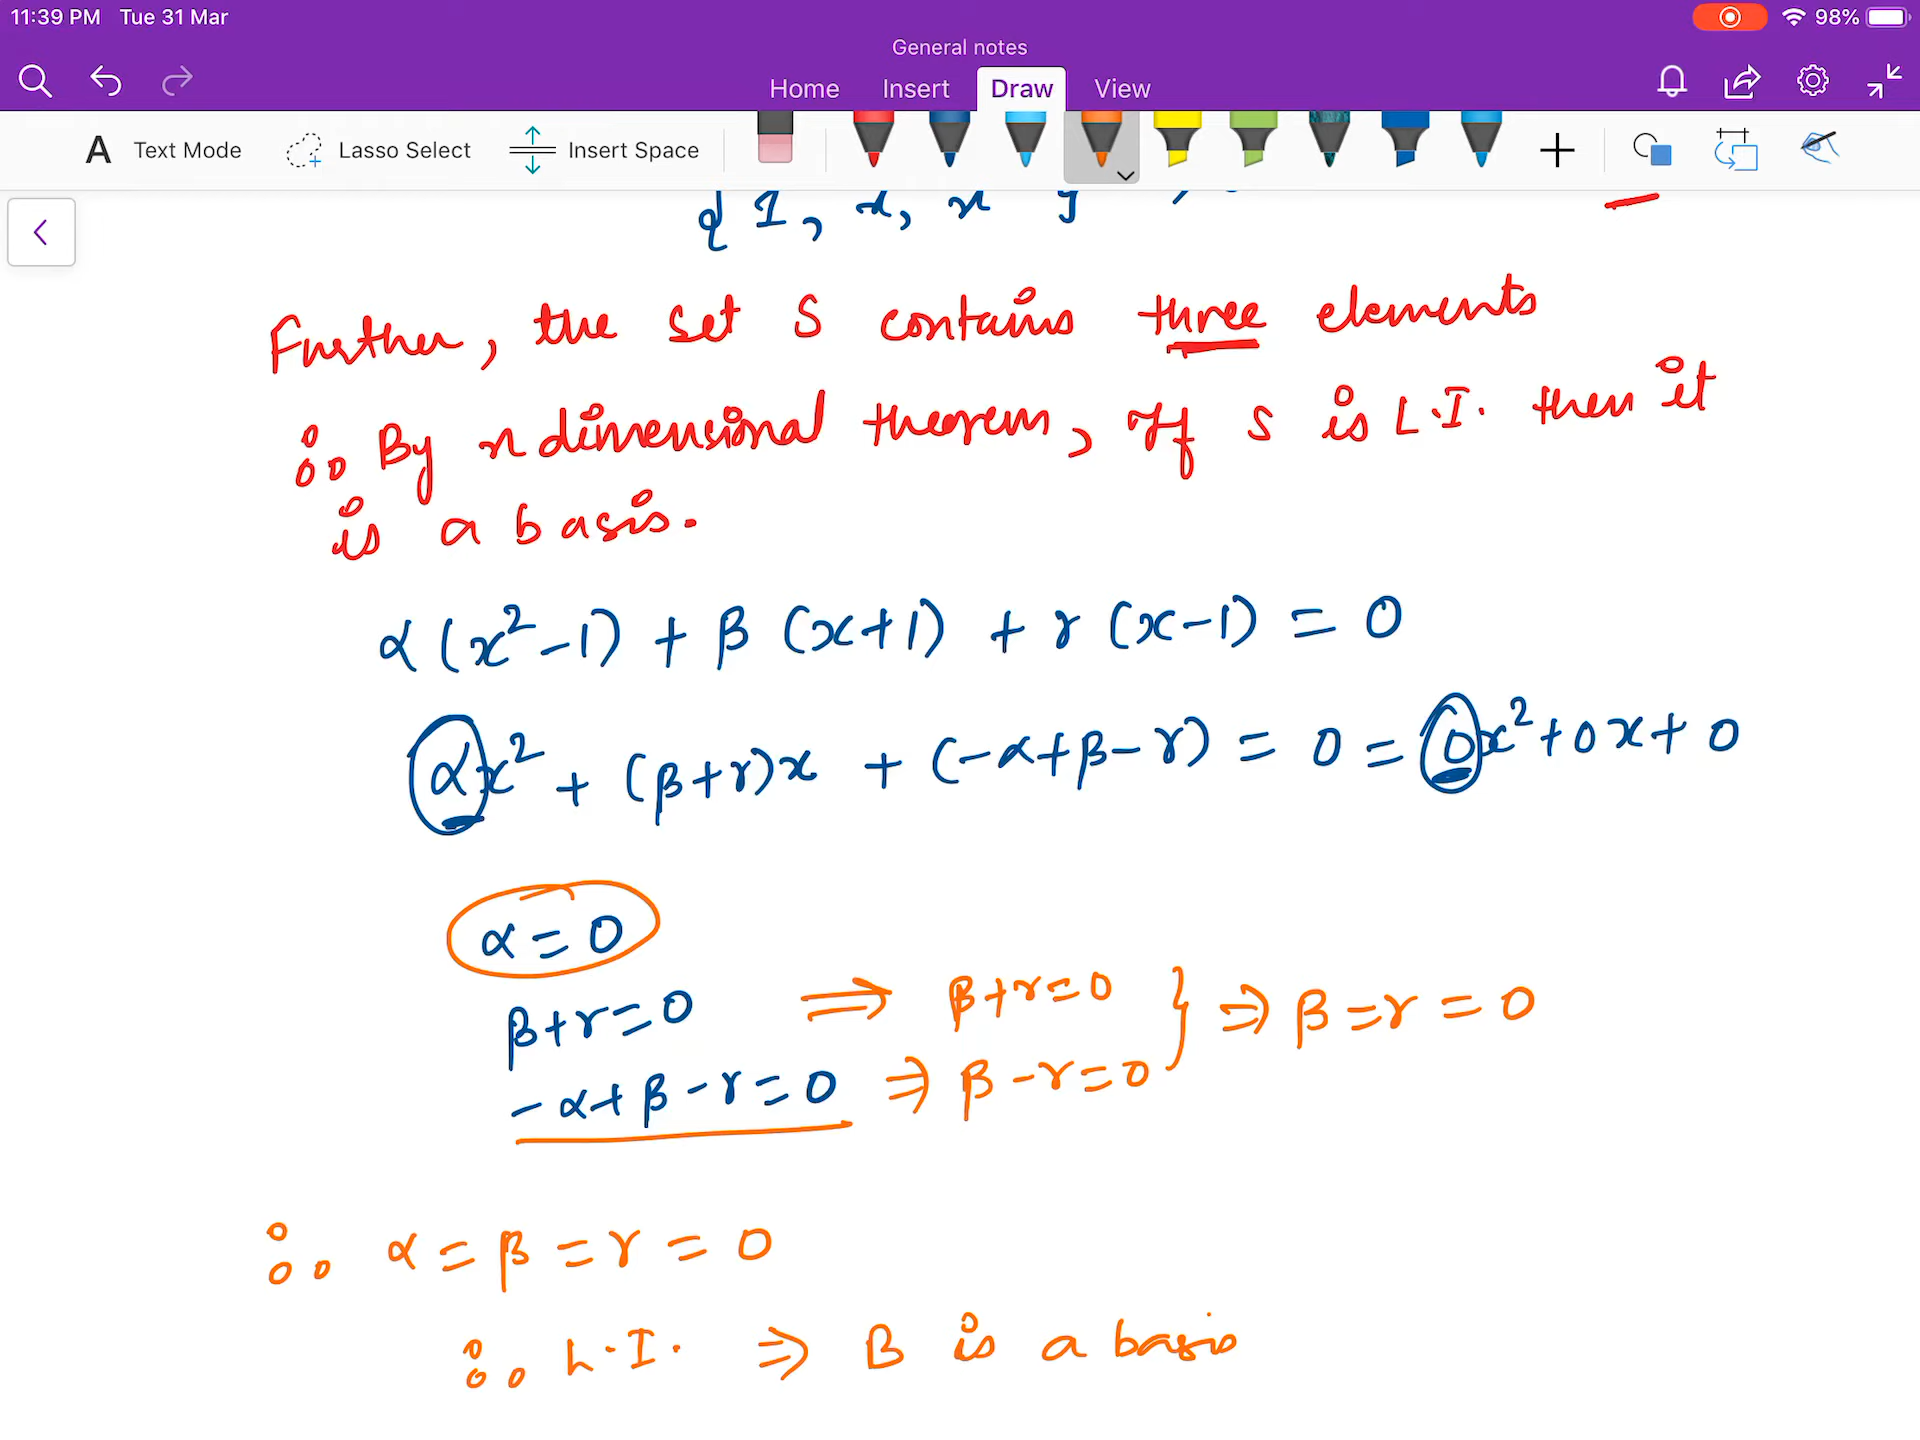 11:39 PM Tue 31 Mar
98%
General notes
Home Insert Draw View
A Text Mode Lasso Select Insert Space
{1, x, x
Further, the set S contains three elements
∴ By n dimensional theorem, If S is L.I. then it
is a basis.
α(x²-1) + β(x+1) + γ(x-1) = 0
αx² + (β+γ)x + (-α+β-γ) = 0 = 0x²+0x+0
α=0
β+γ=0 ⟹ β+γ=0 } ⇒ β=γ=0
-α+β-γ=0 ⇒ β-γ=0
∴ α=β=γ=0
∴ L.I. ⇒ B is a basis